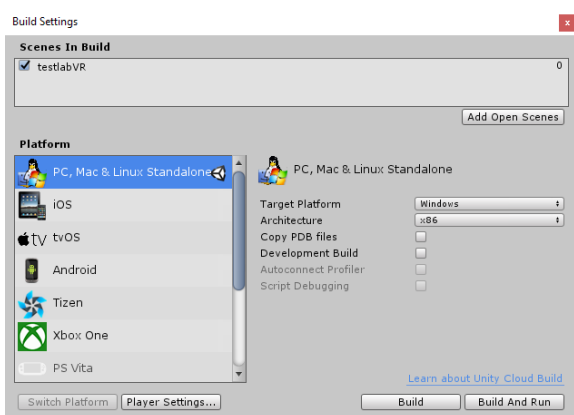 Build Settings
x
Scenes In Build
testlabVR 0
Add Open Scenes
Platform
PC, Mac & Linux Standalone
iOS
tv tvOS
Android
Tizen
Xbox One
PS Vita
PC, Mac & Linux Standalone
Target Platform Windows
Architecture x86
Copy PDB files
Development Build
Autoconnect Profiler
Script Debugging
Learn about Unity Cloud Build
Switch Platform Player Settings... Build Build And Run